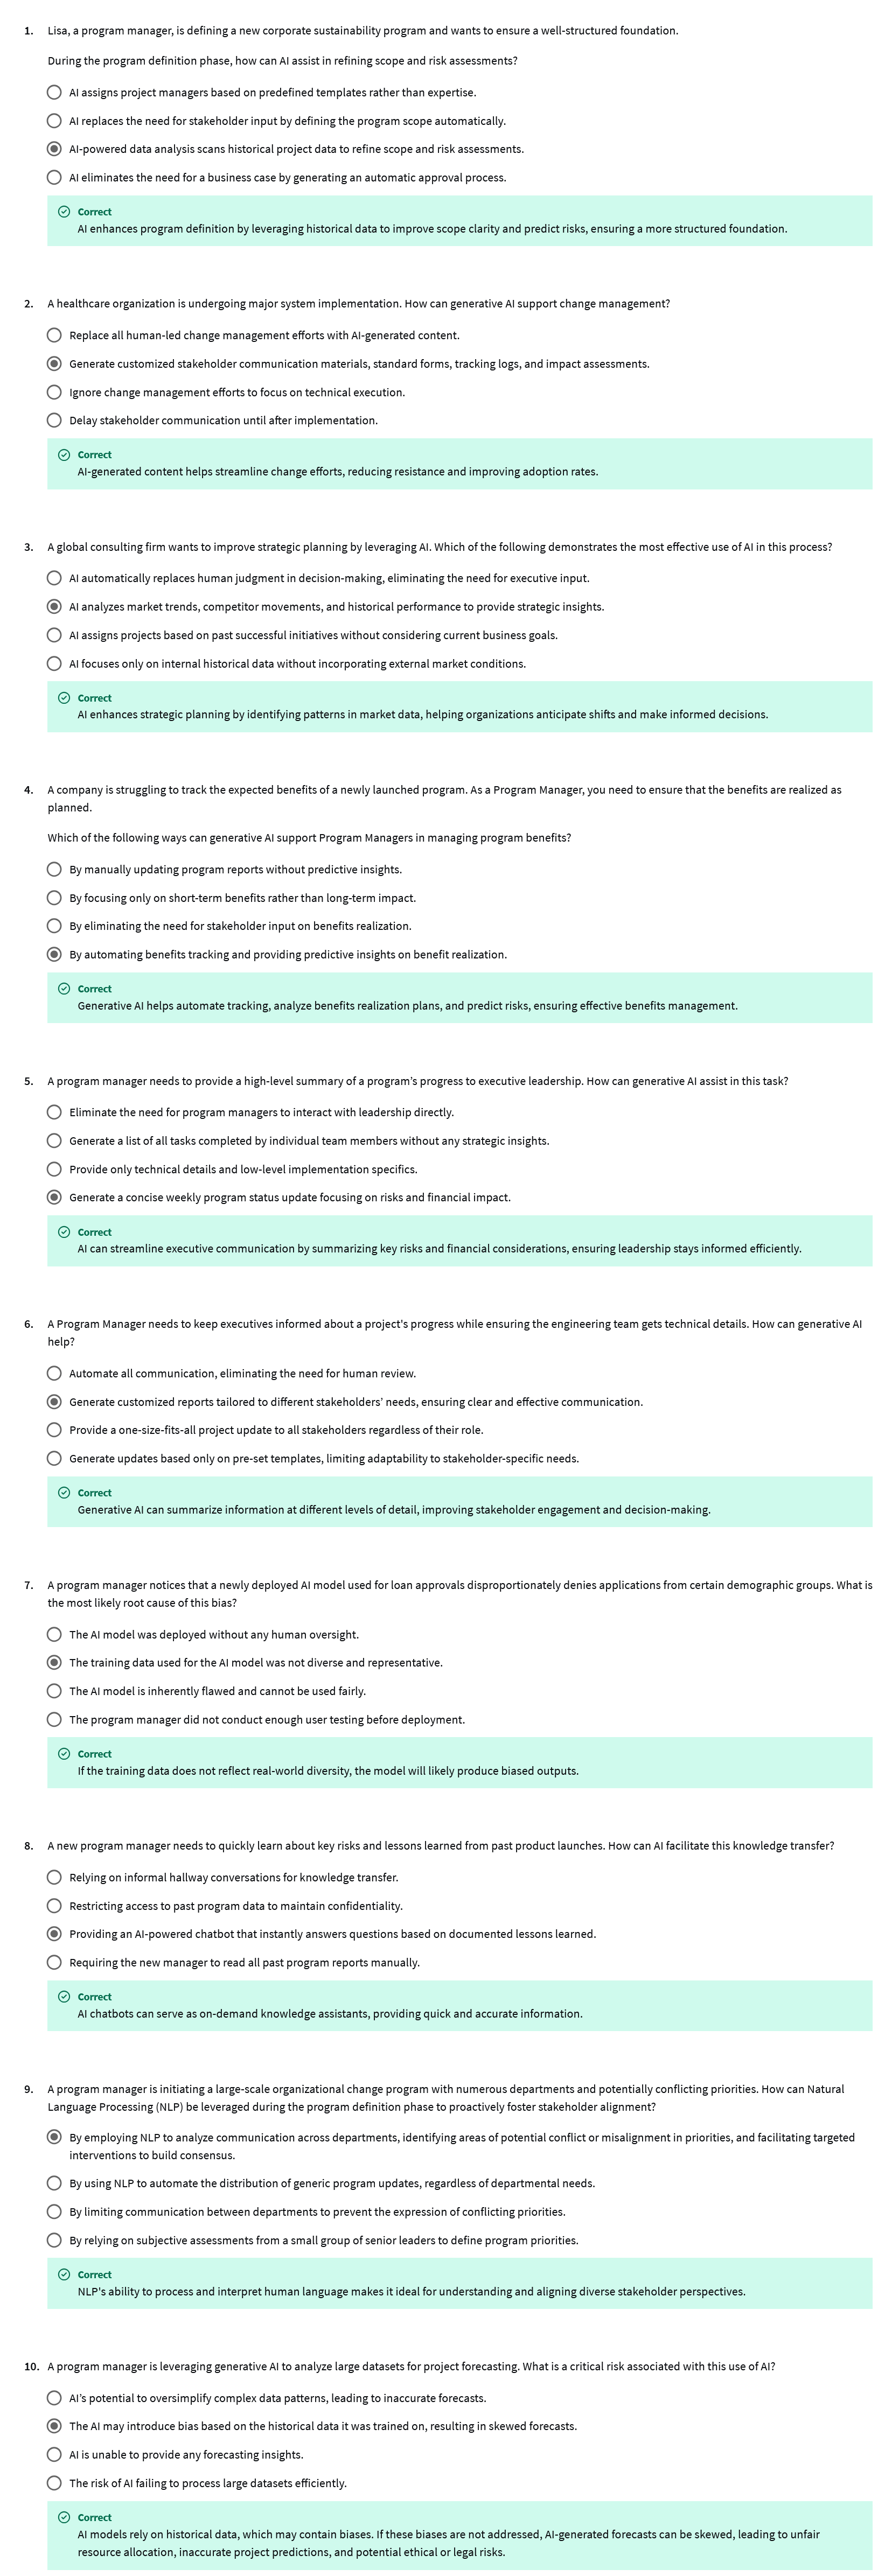 1. Lisa, a program manager, is defining a new corporate sustainability program and wants to ensure a well-structured foundation.
During the program definition phase, how can AI assist in refining scope and risk assessments?
AI assigns project managers based on predefined templates rather than expertise.
AI replaces the need for stakeholder input by defining the program scope automatically.
AI-powered data analysis scans historical project data to refine scope and risk assessments.
AI eliminates the need for a business case by generating an automatic approval process.
Correct
AI enhances program definition by leveraging historical data to improve scope clarity and predict risks, ensuring a more structured foundation.
2. A healthcare organization is undergoing major system implementation. How can generative AI support change management?
Replace all human-led change management efforts with AI-generated content.
Generate customized stakeholder communication materials, standard forms, tracking logs, and impact assessments.
Ignore change management efforts to focus on technical execution.
Delay stakeholder communication until after implementation.
Correct
AI-generated content helps streamline change efforts, reducing resistance and improving adoption rates.
3. A global consulting firm wants to improve strategic planning by leveraging AI. Which of the following demonstrates the most effective use of AI in this process?
AI automatically replaces human judgment in decision-making, eliminating the need for executive input.
AI analyzes market trends, competitor movements, and historical performance to provide strategic insights.
AI assigns projects based on past successful initiatives without considering current business goals.
AI focuses only on internal historical data without incorporating external market conditions.
Correct
AI enhances strategic planning by identifying patterns in market data, helping organizations anticipate shifts and make informed decisions.
4. A company is struggling to track the expected benefits of a newly launched program. As a Program Manager, you need to ensure that the benefits are realized as
planned.
Which of the following ways can generative AI support Program Managers in managing program benefits?
By manually updating program reports without predictive insights.
By focusing only on short-term benefits rather than long-term impact.
By eliminating the need for stakeholder input on benefits realization.
By automating benefits tracking and providing predictive insights on benefit realization.
Correct
Generative AI helps automate tracking, analyze benefits realization plans, and predict risks, ensuring effective benefits management.
5. A program manager needs to provide a high-level summary of a program’s progress to executive leadership. How can generative AI assist in this task?
Eliminate the need for program managers to interact with leadership directly.
Generate a list of all tasks completed by individual team members without any strategic insights.
Provide only technical details and low-level implementation specifics.
Generate a concise weekly program status update focusing on risks and financial impact.
Correct
AI can streamline executive communication by summarizing key risks and financial considerations, ensuring leadership stays informed efficiently.
6. A Program Manager needs to keep executives informed about a project's progress while ensuring the engineering team gets technical details. How can generative AI
help?
Automate all communication, eliminating the need for human review.
Generate customized reports tailored to different stakeholders’ needs, ensuring clear and effective communication.
Provide a one-size-fits-all project update to all stakeholders regardless of their role.
Generate updates based only on pre-set templates, limiting adaptability to stakeholder-specific needs.
Correct
Generative AI can summarize information at different levels of detail, improving stakeholder engagement and decision-making.
7. A program manager notices that a newly deployed AI model used for loan approvals disproportionately denies applications from certain demographic groups. What is
the most likely root cause of this bias?
The AI model was deployed without any human oversight.
The training data used for the AI model was not diverse and representative.
The AI model is inherently flawed and cannot be used fairly.
The program manager did not conduct enough user testing before deployment.
Correct
If the training data does not reflect real-world diversity, the model will likely produce biased outputs.
8. A new program manager needs to quickly learn about key risks and lessons learned from past product launches. How can AI facilitate this knowledge transfer?
Relying on informal hallway conversations for knowledge transfer.
Restricting access to past program data to maintain confidentiality.
Providing an AI-powered chatbot that instantly answers questions based on documented lessons learned.
Requiring the new manager to read all past program reports manually.
Correct
AI chatbots can serve as on-demand knowledge assistants, providing quick and accurate information.
9. A program manager is initiating a large-scale organizational change program with numerous departments and potentially conflicting priorities. How can Natural
Language Processing (NLP) be leveraged during the program definition phase to proactively foster stakeholder alignment?
By employing NLP to analyze communication across departments, identifying areas of potential conflict or misalignment in priorities, and facilitating targeted
interventions to build consensus.
By using NLP to automate the distribution of generic program updates, regardless of departmental needs.
By limiting communication between departments to prevent the expression of conflicting priorities.
By relying on subjective assessments from a small group of senior leaders to define program priorities.
Correct
NLP's ability to process and interpret human language makes it ideal for understanding and aligning diverse stakeholder perspectives.
10. A program manager is leveraging generative AI to analyze large datasets for project forecasting. What is a critical risk associated with this use of AI?
AI’s potential to oversimplify complex data patterns, leading to inaccurate forecasts.
The AI may introduce bias based on the historical data it was trained on, resulting in skewed forecasts.
AI is unable to provide any forecasting insights.
The risk of AI failing to process large datasets efficiently.
Correct
AI models rely on historical data, which may contain biases. If these biases are not addressed, AI-generated forecasts can be skewed, leading to unfair
resource allocation, inaccurate project predictions, and potential ethical or legal risks.